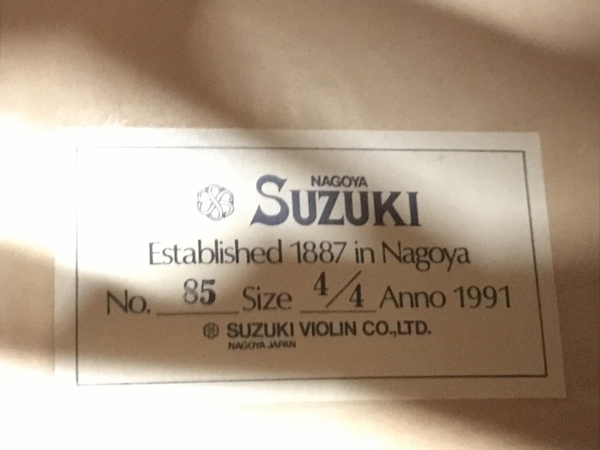 NAGOYA
SUZUKI
Established 1887 in Nagoya
No. 85 Size 4/4 Anno 1991
SUZUKI VIOLIN CO.,LTD.
NAGOYA JAPAN